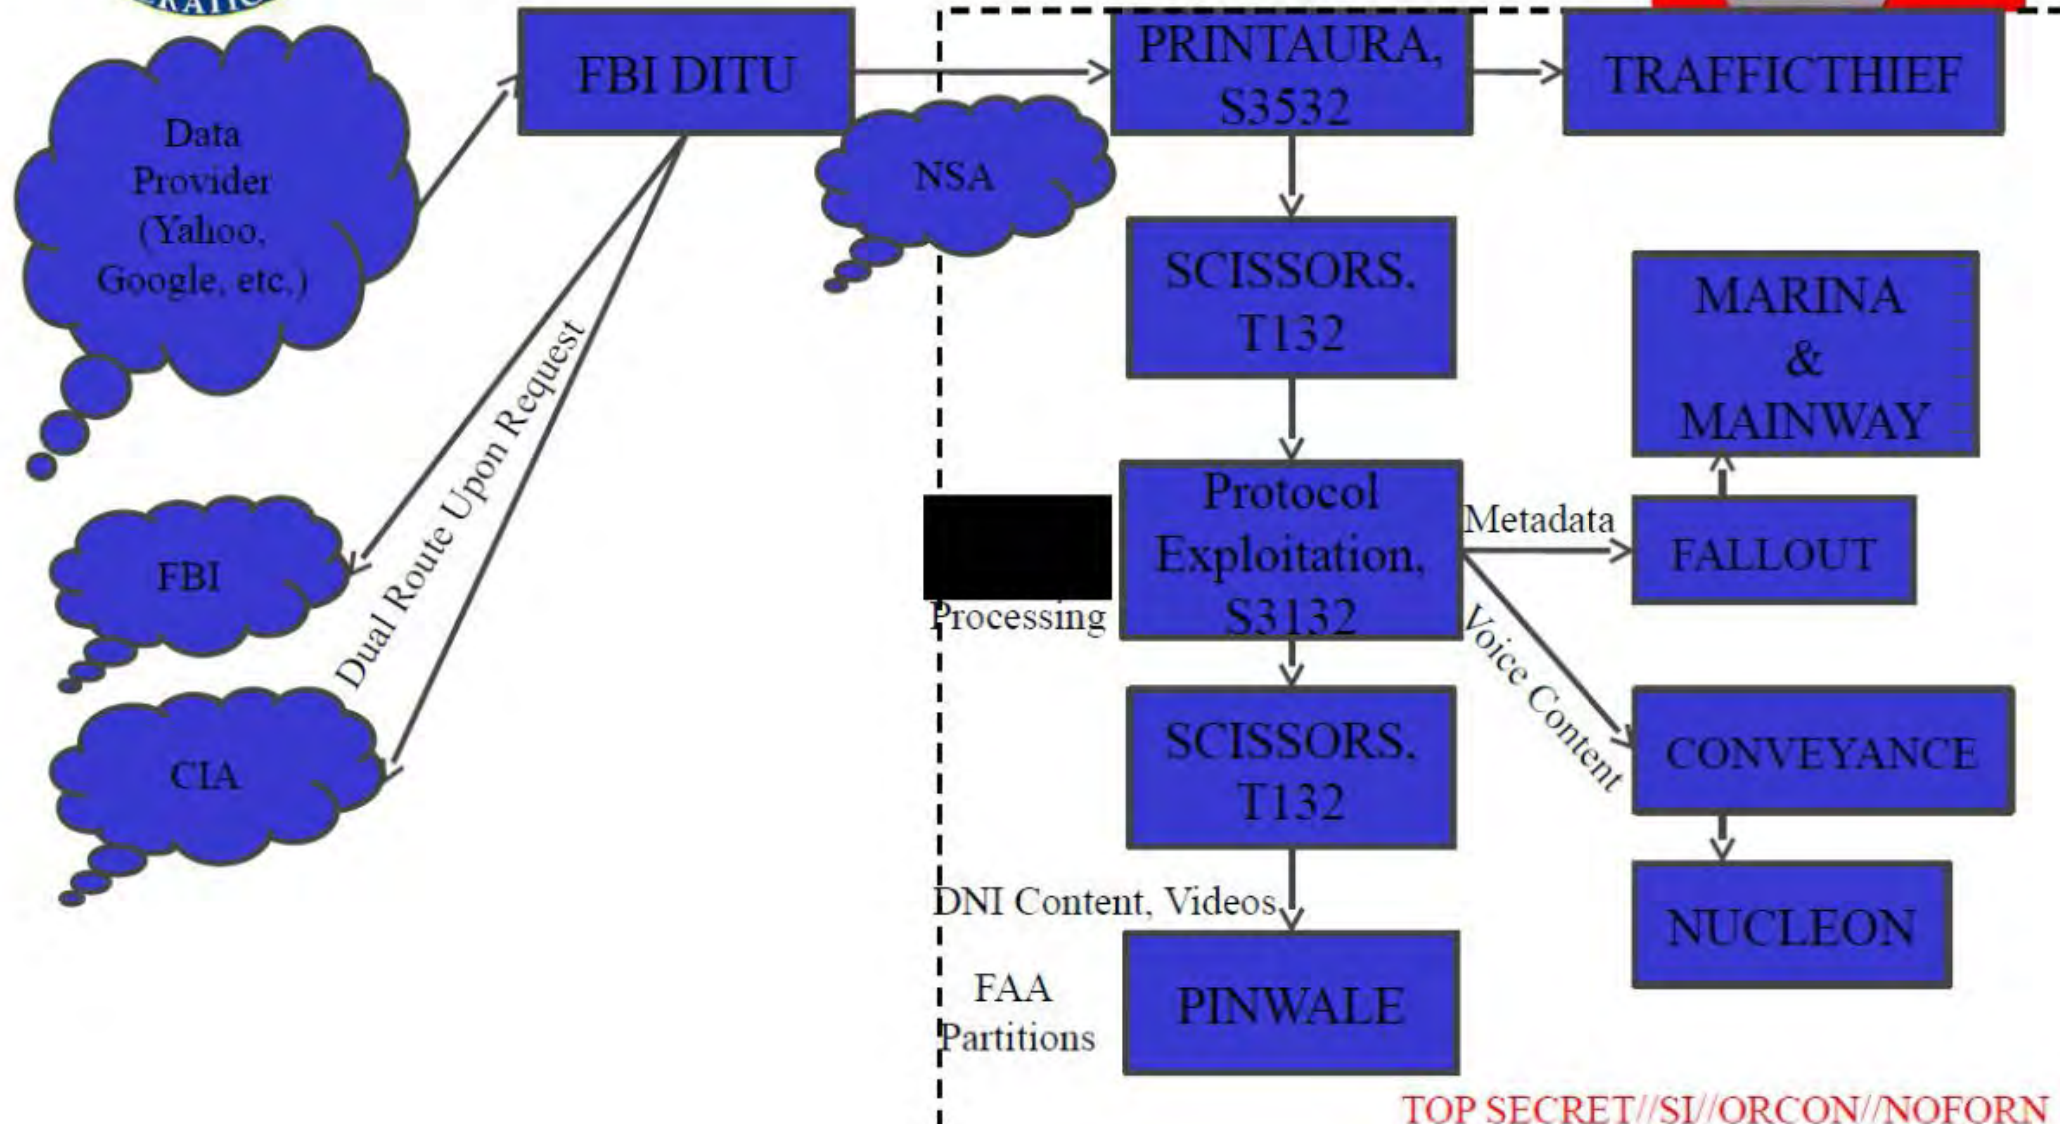 ERATIO
FBI DITU
PRINTAURA,
S3532
TRAFFICTHIEF
Data
Provider
(Yahoo,
Google, etc.)
NSA
SCISSORS,
T132
MARINA
&
MAINWAY
Dual Route Upon Request
Protocol
Exploitation,
S3132
Metadata
FALLOUT
FBI
Processing
Voice Content
CIA
SCISSORS,
T132
CONVEYANCE
DNI Content, Videos
NUCLEON
FAA
Partitions
PINWALE
TOP SECRET//SI//ORCON//NOFORN